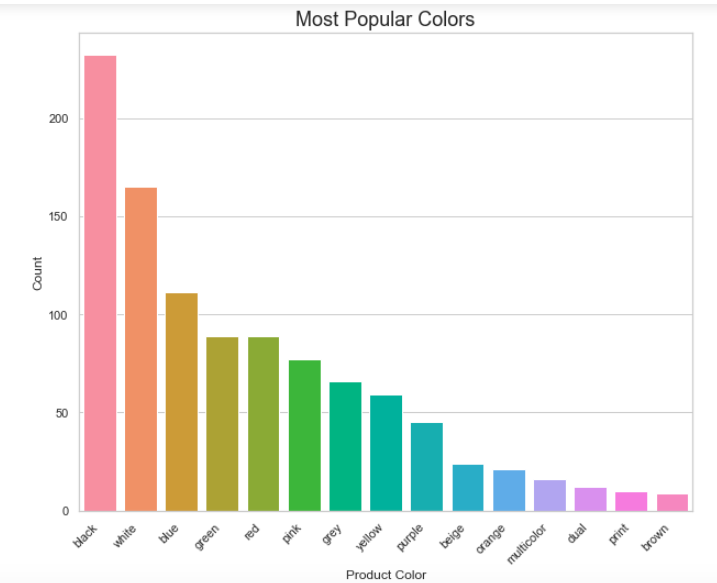 Most Popular Colors
200
150
100
50
0
Count
black
white
blue
green
red
pink
grey
yellow
purple
beige
orange
multicolor
dual
print
brown
Product Color